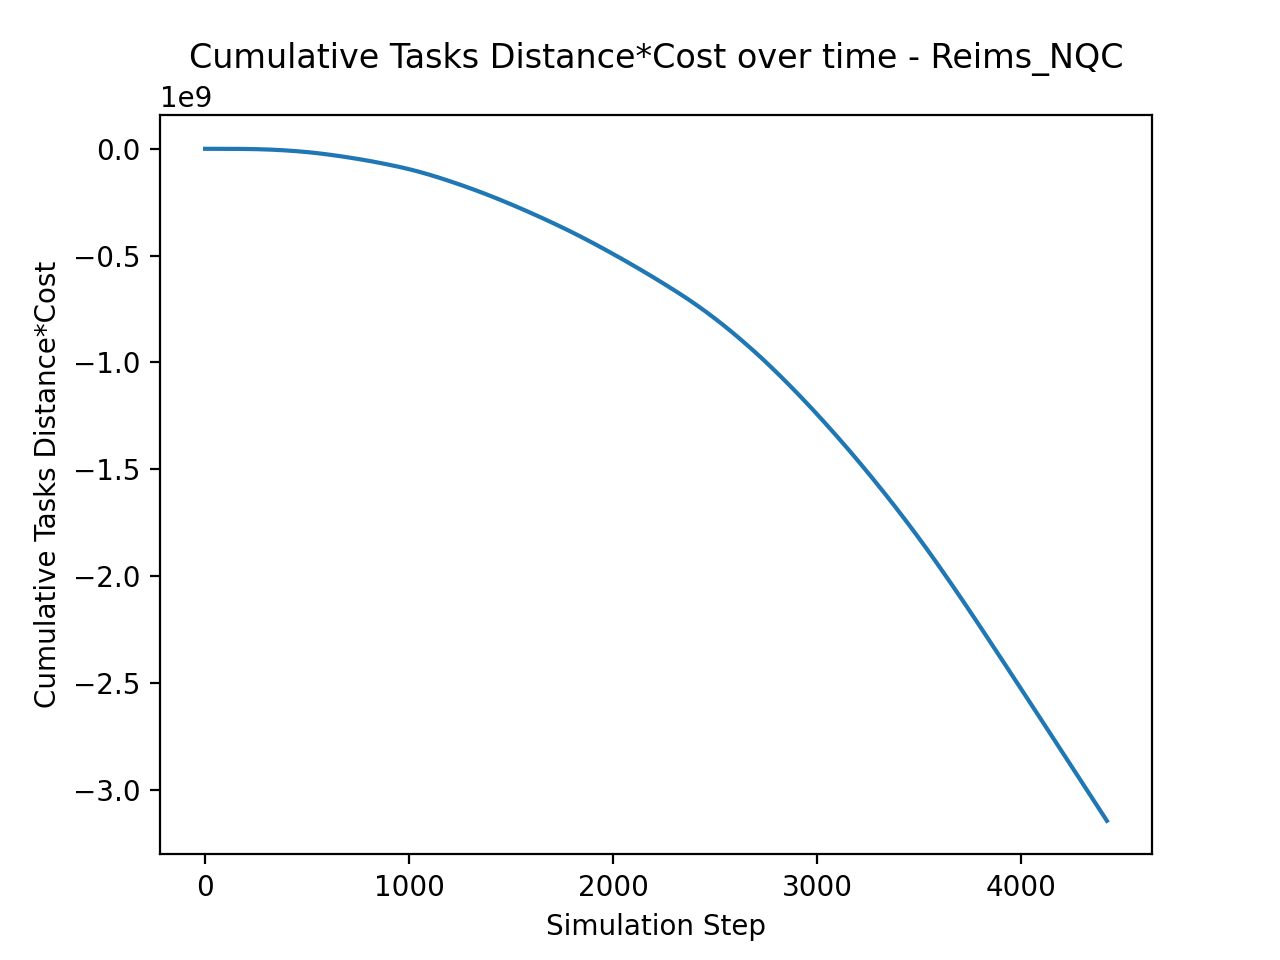 Cumulative Tasks Distance*Cost over time - Reims_NQC
1e9
0.0
−0.5
−1.0
−1.5
−2.0
−2.5
−3.0
Cumulative Tasks Distance*Cost
0 1000 2000 3000 4000
Simulation Step